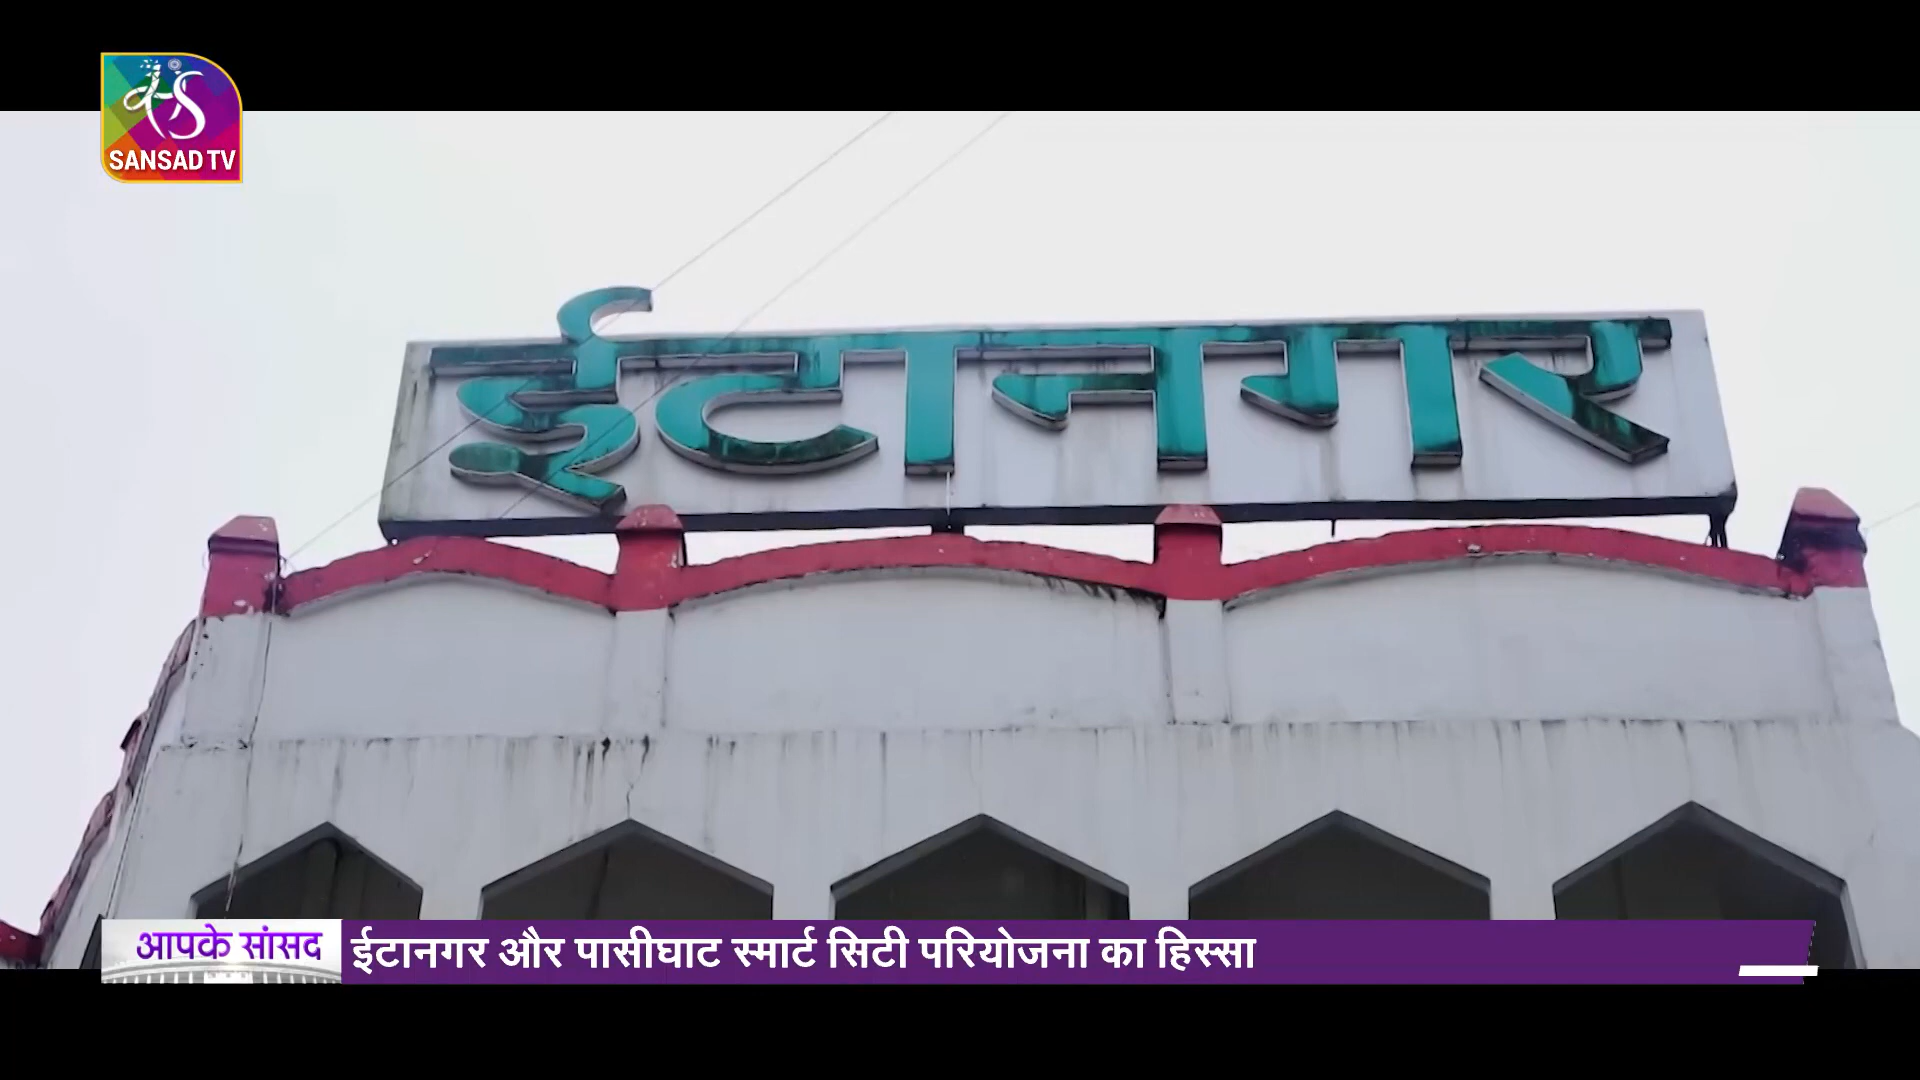 SANSAD TV
ईटानगर
आपके सांसद
ईटानगर और पासीघाट स्मार्ट सिटी परियोजना का हिस्सा